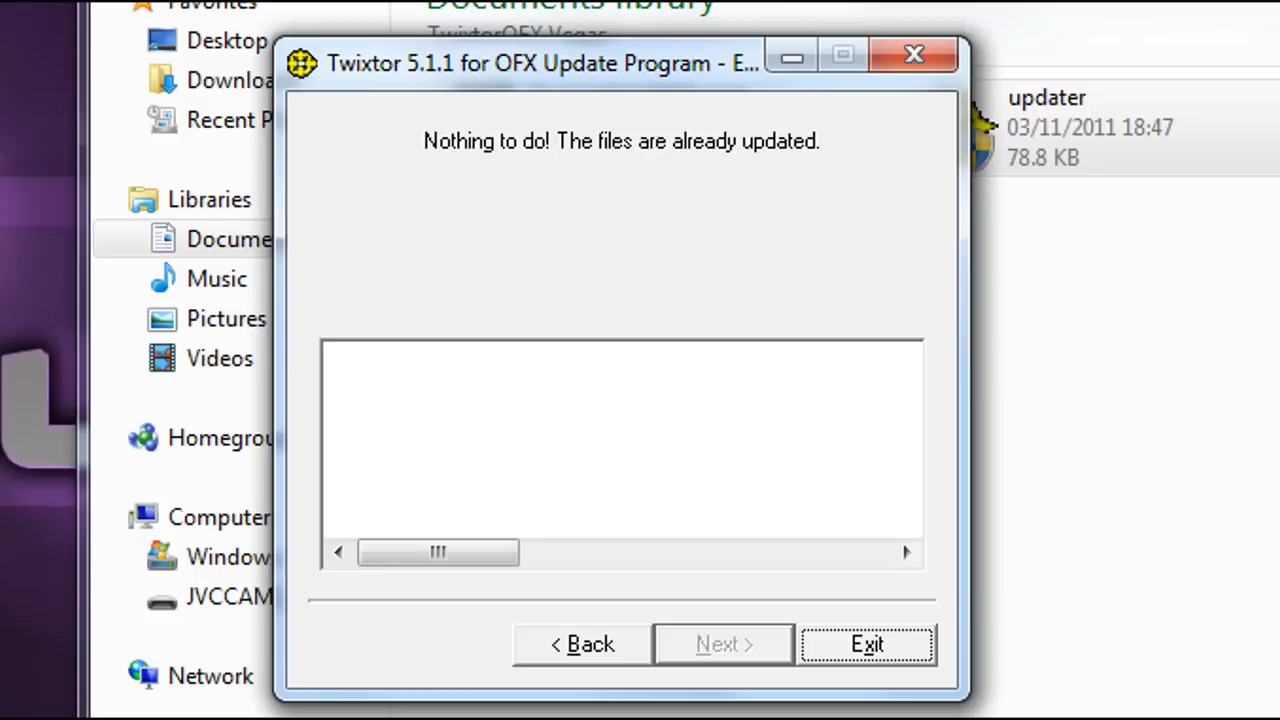 Favorites
Documents library
TwixtorOFX Vegas
Desktop
Downloa
Recent P
Libraries
Docume
Music
Pictures
Videos
Homegrou
Computer
Window
JVCCAM
Network
Twixtor 5.1.1 for OFX Update Program - E...
Nothing to do! The files are already updated.
< Back
Next >
Exit
updater
03/11/2011 18:47
78.8 KB